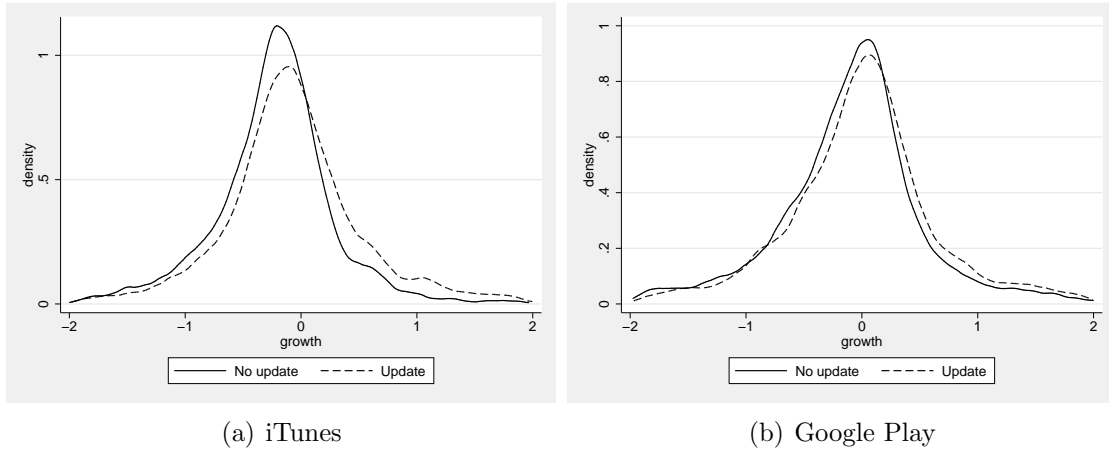 density
0
.5
1
−2
−1
0
1
2
growth
No update
Update
(a) iTunes
density
0
.2
.4
.6
.8
1
−2
−1
0
1
2
growth
No update
Update
(b) Google Play